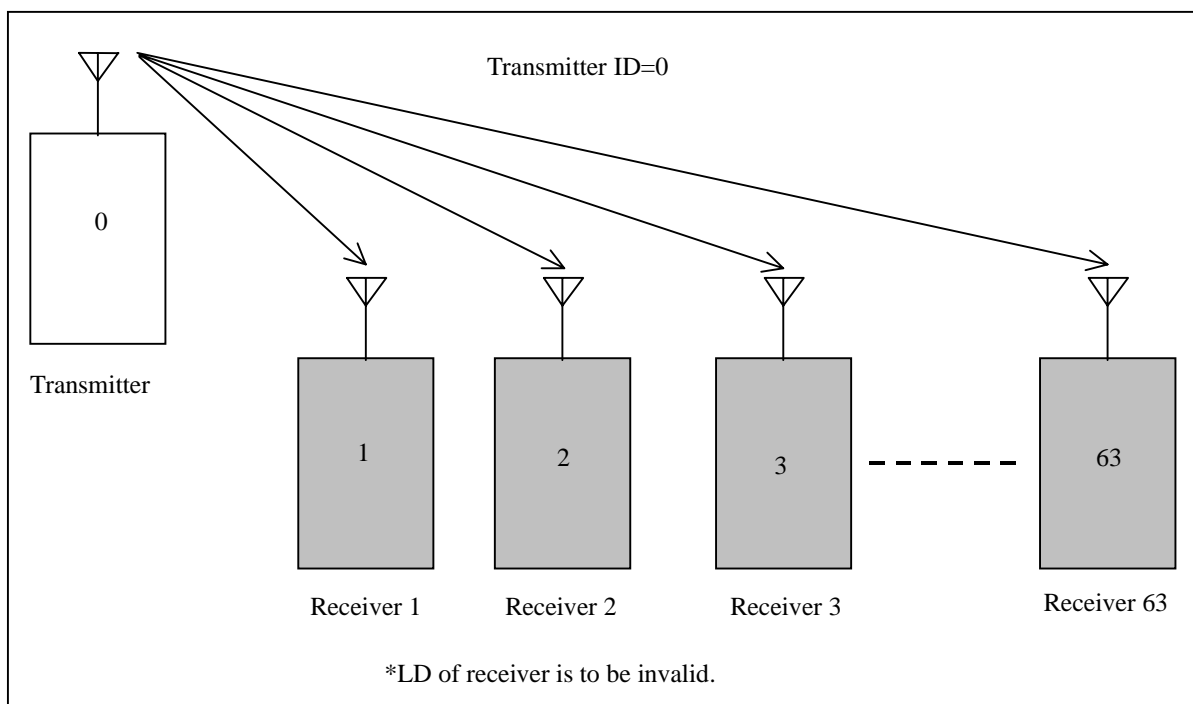 Transmitter ID=0
0
Transmitter
1
2
3
63
Receiver 1
Receiver 2
Receiver 3
Receiver 63
*LD of receiver is to be invalid.